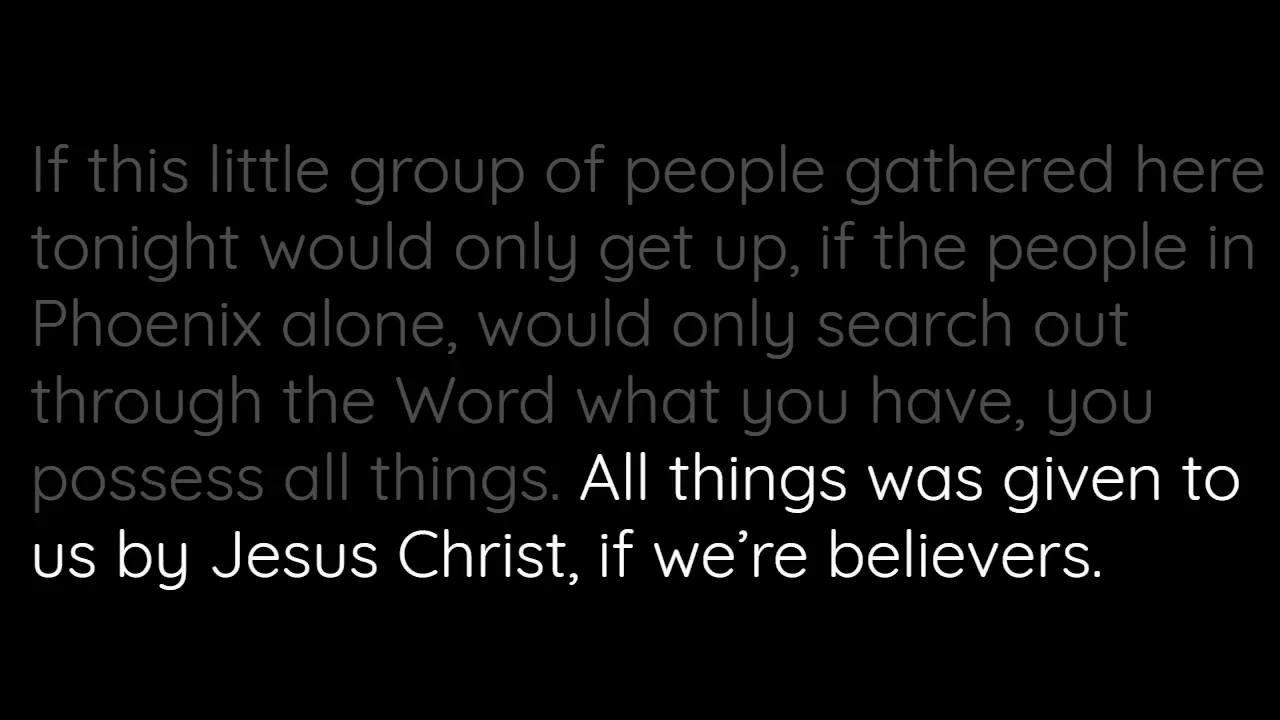 If this little group of people gathered here
tonight would only get up, if the people in
Phoenix alone, would only search out
through the Word what you have, you
possess all things. All things was given to
us by Jesus Christ, if we’re believers.